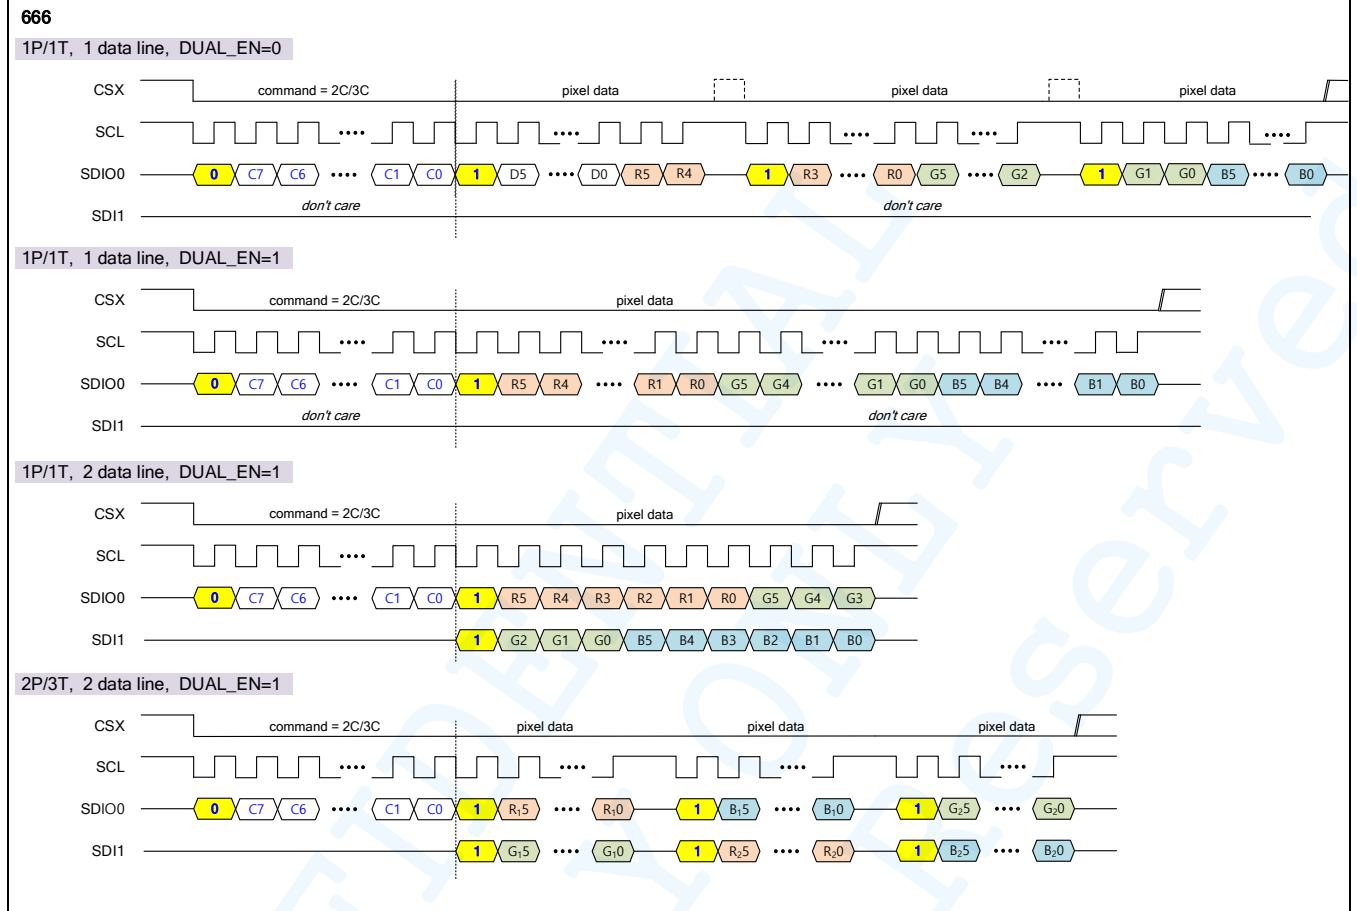 666
1P/1T, 1 data line, DUAL_EN=0
CSX command = 2C/3C pixel data pixel data pixel data
SCL
SDIO0 0 C7 C6 C1 C0 1 D5 D0 R5 R4 1 R3 R0 G5 G2 1 G1 G0 B5 B0
don't care don't care
SDI1
1P/1T, 1 data line, DUAL_EN=1
CSX command = 2C/3C pixel data
SCL
SDIO0 0 C7 C6 C1 C0 1 R5 R4 R1 R0 G5 G4 G1 G0 B5 B4 B1 B0
don't care don't care
SDI1
1P/1T, 2 data line, DUAL_EN=1
CSX command = 2C/3C pixel data
SCL
SDIO0 0 C7 C6 C1 C0 1 R5 R4 R3 R2 R1 R0 G5 G4 G3
SDI1 1 G2 G1 G0 B5 B4 B3 B2 B1 B0
2P/3T, 2 data line, DUAL_EN=1
CSX command = 2C/3C pixel data pixel data pixel data
SCL
SDIO0 0 C7 C6 C1 C0 1 R₁5 R₁0 1 B₁5 B₁0 1 G₂5 G₂0
SDI1 1 G₁5 G₁0 1 R₂5 R₂0 1 B₂5 B₂0
FIDENTIAL
Y ONLY
Reserved